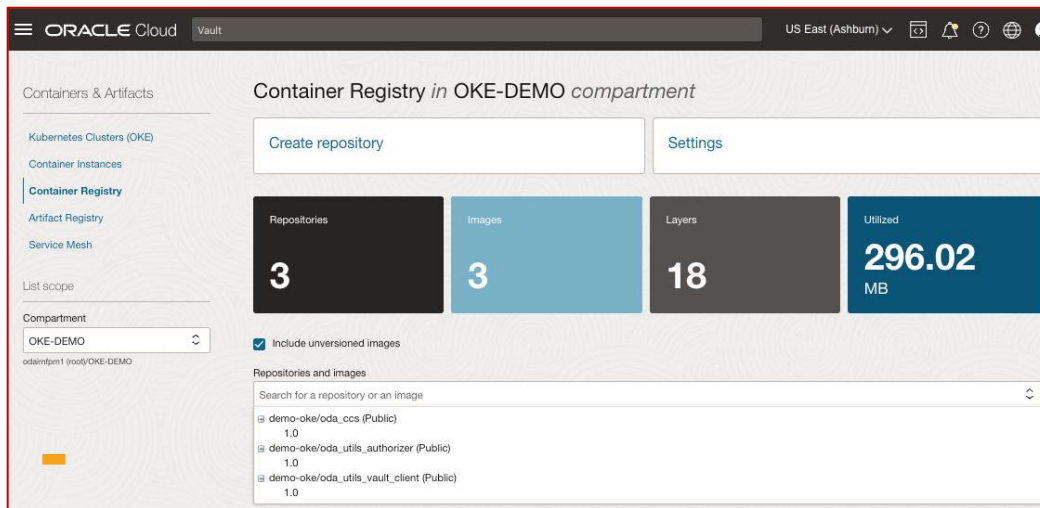 ORACLE Cloud
Vault
US East (Ashburn)
Containers & Artifacts
Kubernetes Clusters (OKE)
Container Instances
Container Registry
Artifact Registry
Service Mesh
List scope
Compartment
OKE-DEMO
odaimfpm1 (root)/OKE-DEMO
Container Registry in OKE-DEMO compartment
Create repository
Settings
Repositories
3
Images
3
Layers
18
Utilized
296.02
MB
Include unversioned images
Repositories and images
Search for a repository or an image
demo-oke/oda_ccs (Public)
1.0
demo-oke/oda_utils_authorizer (Public)
1.0
demo-oke/oda_utils_vault_client (Public)
1.0